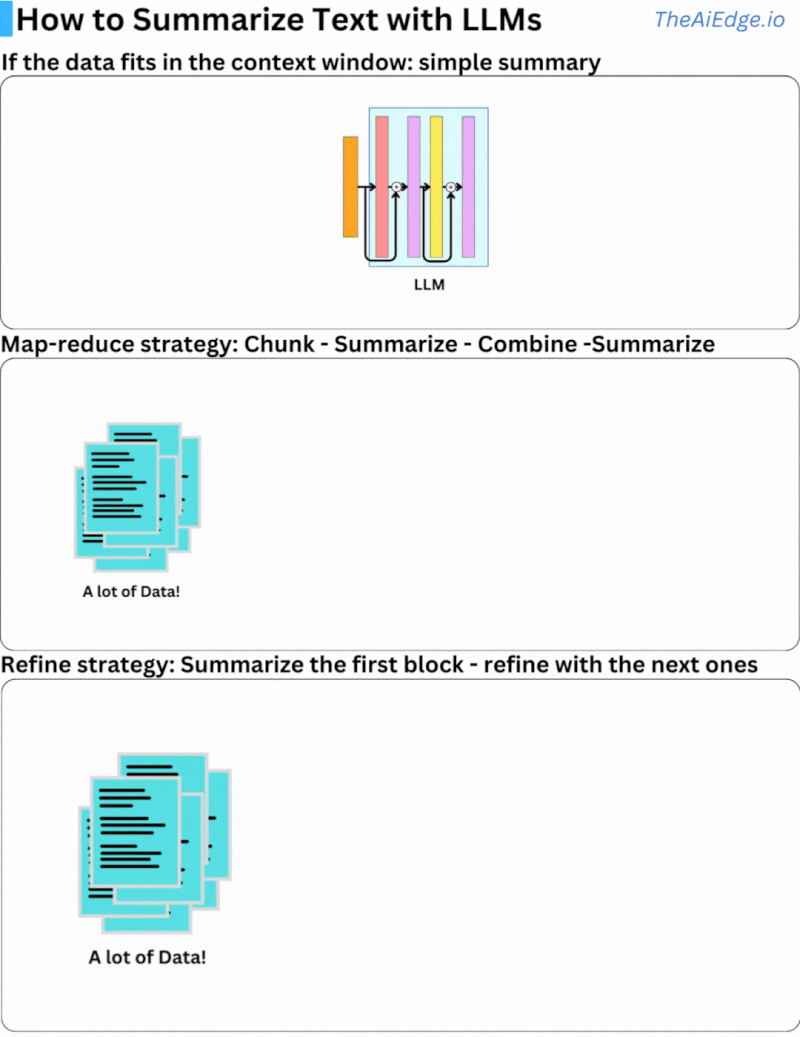 How to Summarize Text with LLMs
TheAiEdge.io
If the data fits in the context window: simple summary
LLM
Map-reduce strategy: Chunk - Summarize - Combine -Summarize
A lot of Data!
Refine strategy: Summarize the first block - refine with the next ones
A lot of Data!